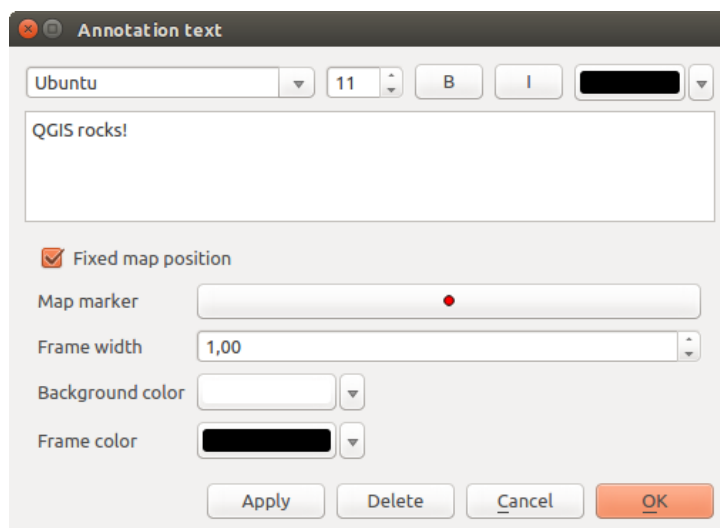 Annotation text
Ubuntu 11 B I
QGIS rocks!
Fixed map position
Map marker
Frame width 1,00
Background color
Frame color
Apply Delete Cancel OK